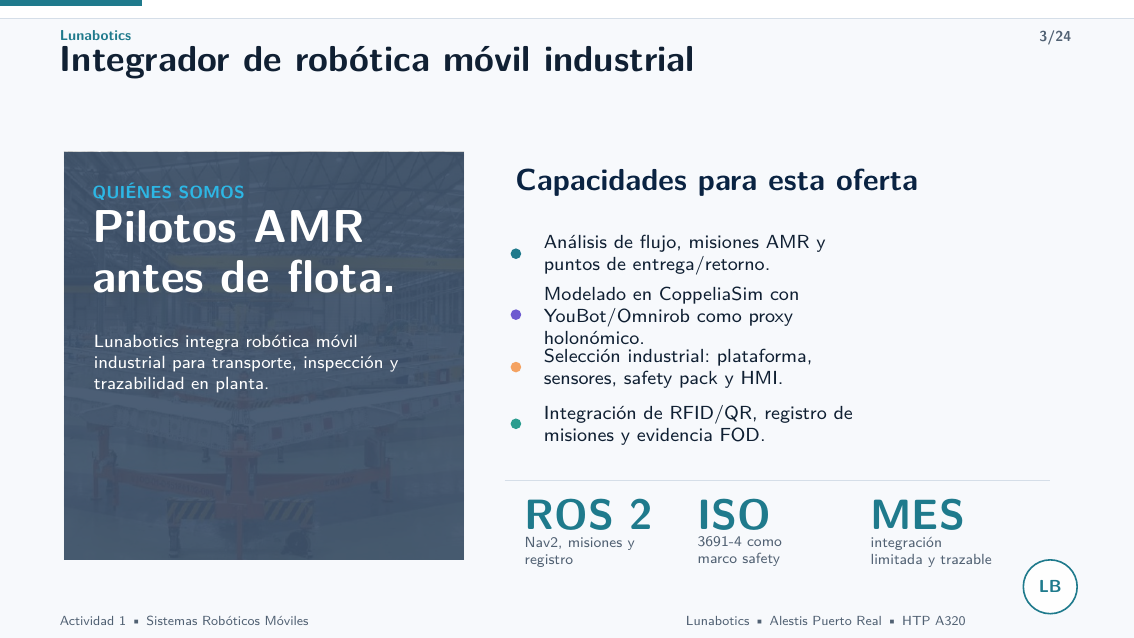 Lunabotics
3/24
Integrador de robótica móvil industrial
QUIÉNES SOMOS
Pilotos AMR
antes de flota.
Lunabotics integra robótica móvil
industrial para transporte, inspección y
trazabilidad en planta.
Capacidades para esta oferta
Análisis de flujo, misiones AMR y
puntos de entrega/retorno.
Modelado en CoppeliaSim con
YouBot/Omnirob como proxy
holonómico.
Selección industrial: plataforma,
sensores, safety pack y HMI.
Integración de RFID/QR, registro de
misiones y evidencia FOD.
ROS 2
Nav2, misiones y
registro
ISO
3691-4 como
marco safety
MES
integración
limitada y trazable
LB
Actividad 1 ▪ Sistemas Robóticos Móviles
Lunabotics ▪ Alestis Puerto Real ▪ HTP A320